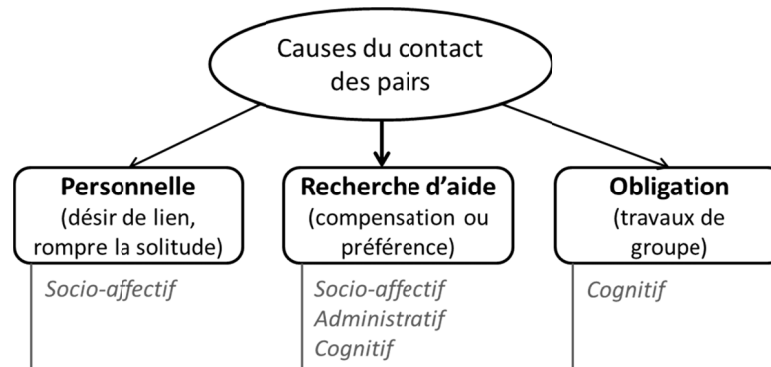 Causes du contact
des pairs
Personnelle
(désir de lien,
rompre la solitude)
Socio-affectif
Recherche d'aide
(compensation ou
préférence)
Socio-affectif
Administratif
Cognitif
Obligation
(travaux de
groupe)
Cognitif